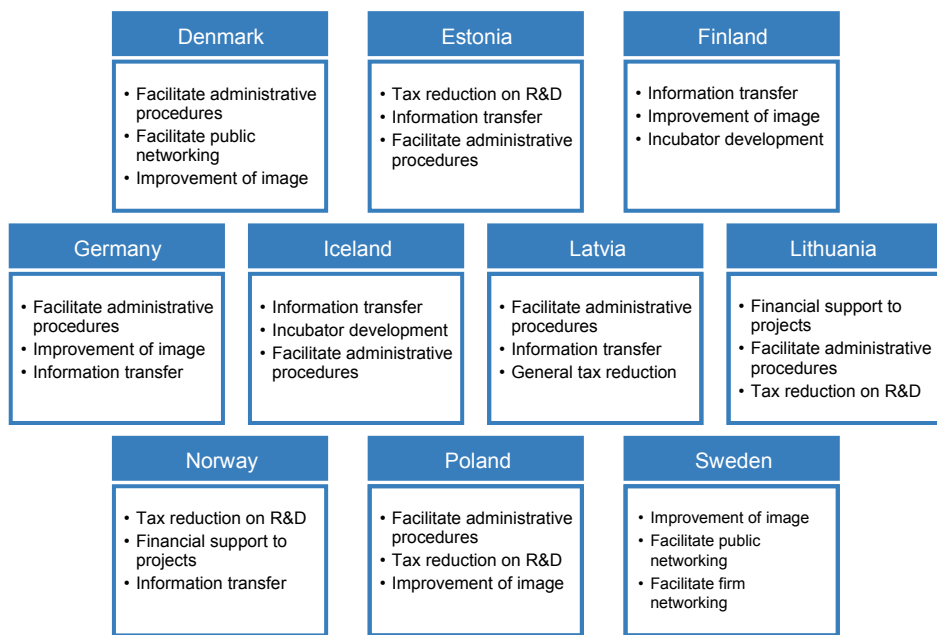 Denmark
• Facilitate administrative
procedures
• Facilitate public
networking
• Improvement of image
Estonia
• Tax reduction on R&D
• Information transfer
• Facilitate administrative
procedures
Finland
• Information transfer
• Improvement of image
• Incubator development
Germany
• Facilitate administrative
procedures
• Improvement of image
• Information transfer
Iceland
• Information transfer
• Incubator development
• Facilitate administrative
procedures
Latvia
• Facilitate administrative
procedures
• Information transfer
• General tax reduction
Lithuania
• Financial support to
projects
• Facilitate administrative
procedures
• Tax reduction on R&D
Norway
• Tax reduction on R&D
• Financial support to
projects
• Information transfer
Poland
• Facilitate administrative
procedures
• Tax reduction on R&D
• Improvement of image
Sweden
• Improvement of image
• Facilitate public
networking
• Facilitate firm
networking